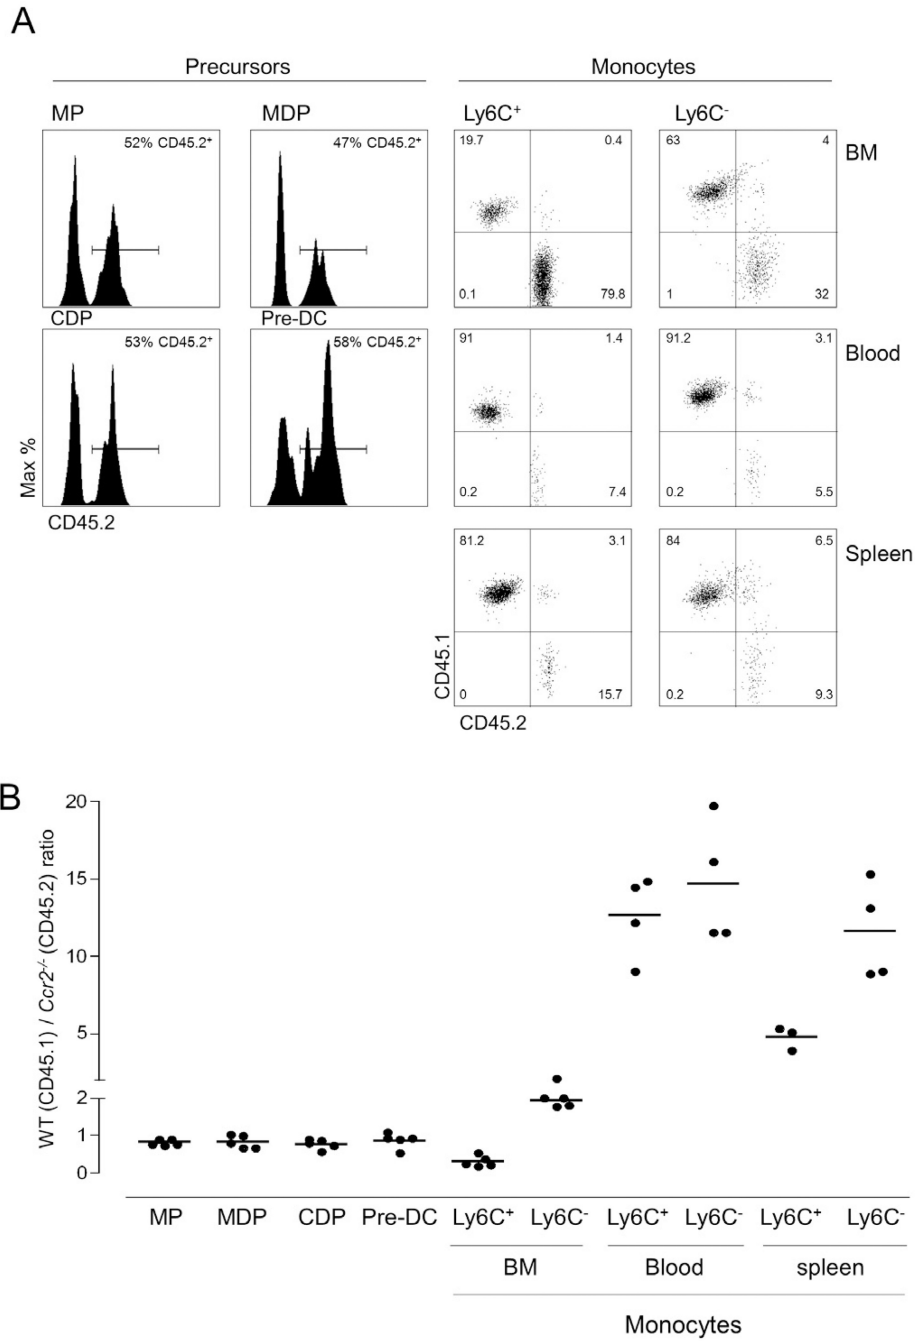 A
Precursors Monocytes
MP MDP Ly6C+ Ly6C-
52% CD45.2+ 47% CD45.2+ 19.7 0.4 63 4 BM
0.1 79.8 1 32
CDP Pre-DC
53% CD45.2+ 58% CD45.2+ 91 1.4 91.2 3.1 Blood
Max %
0.2 7.4 0.2 5.5
CD45.2
81.2 3.1 84 6.5 Spleen
CD45.1
0 15.7 0.2 9.3
CD45.2
B
WT (CD45.1) / Ccr2-/- (CD45.2) ratio
20
15
10
5
2
1
0
MP MDP CDP Pre-DC Ly6C+ Ly6C- Ly6C+ Ly6C- Ly6C+ Ly6C-
BM Blood spleen
Monocytes